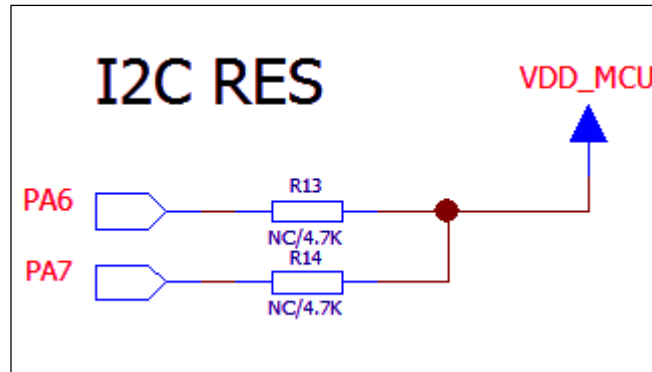 I2C RES
VDD_MCU
PA6
R13
NC/4.7K
PA7
R14
NC/4.7K